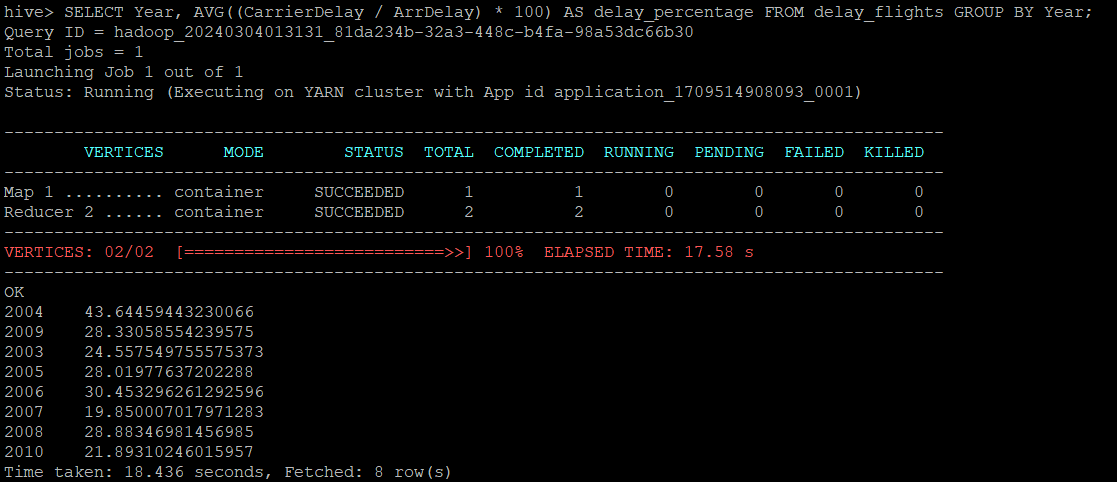 hive> SELECT Year, AVG((CarrierDelay / ArrDelay) * 100) AS delay_percentage FROM delay_flights GROUP BY Year;
Query ID = hadoop_20240304013131_81da234b-32a3-448c-b4fa-98a53dc66b30
Total jobs = 1
Launching Job 1 out of 1
Status: Running (Executing on YARN cluster with App id application_1709514908093_0001)
----------------------------------------------------------------------------------------------
        VERTICES      MODE        STATUS  TOTAL  COMPLETED  RUNNING  PENDING  FAILED  KILLED
----------------------------------------------------------------------------------------------
Map 1 .......... container     SUCCEEDED      1          1        0        0       0       0
Reducer 2 ...... container     SUCCEEDED      2          2        0        0       0       0
----------------------------------------------------------------------------------------------
VERTICES: 02/02  [==========================>>] 100%  ELAPSED TIME: 17.58 s
----------------------------------------------------------------------------------------------
OK
2004    43.64459443230066
2009    28.33058554239575
2003    24.557549755575373
2005    28.01977637202288
2006    30.453296261292596
2007    19.850007017971283
2008    28.88346981456985
2010    21.89310246015957
Time taken: 18.436 seconds, Fetched: 8 row(s)